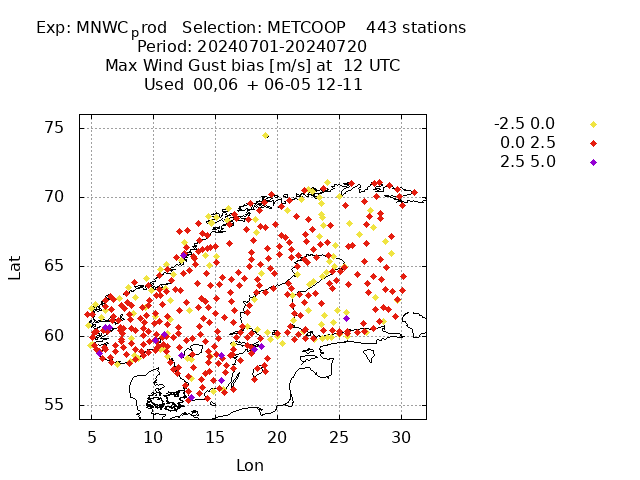 Exp: MNWC_prod Selection: METCOOP 443 stations
Period: 20240701-20240720
Max Wind Gust bias [m/s] at 12 UTC
Used 00,06 + 06-05 12-11
-2.5 0.0
0.0 2.5
2.5 5.0
75
70
65
60
55
Lat
5 10 15 20 25 30
Lon